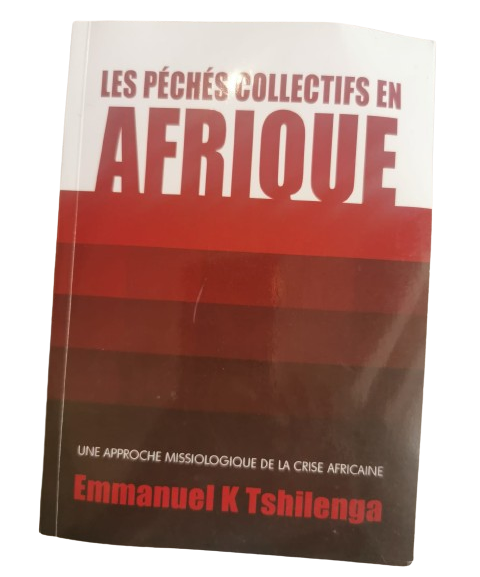 LES PÉCHÉS COLLECTIFS EN
AFRIQUE
UNE APPROCHE MISSIOLOGIQUE DE LA CRISE AFRICAINE
Emmanuel K Tshilenga